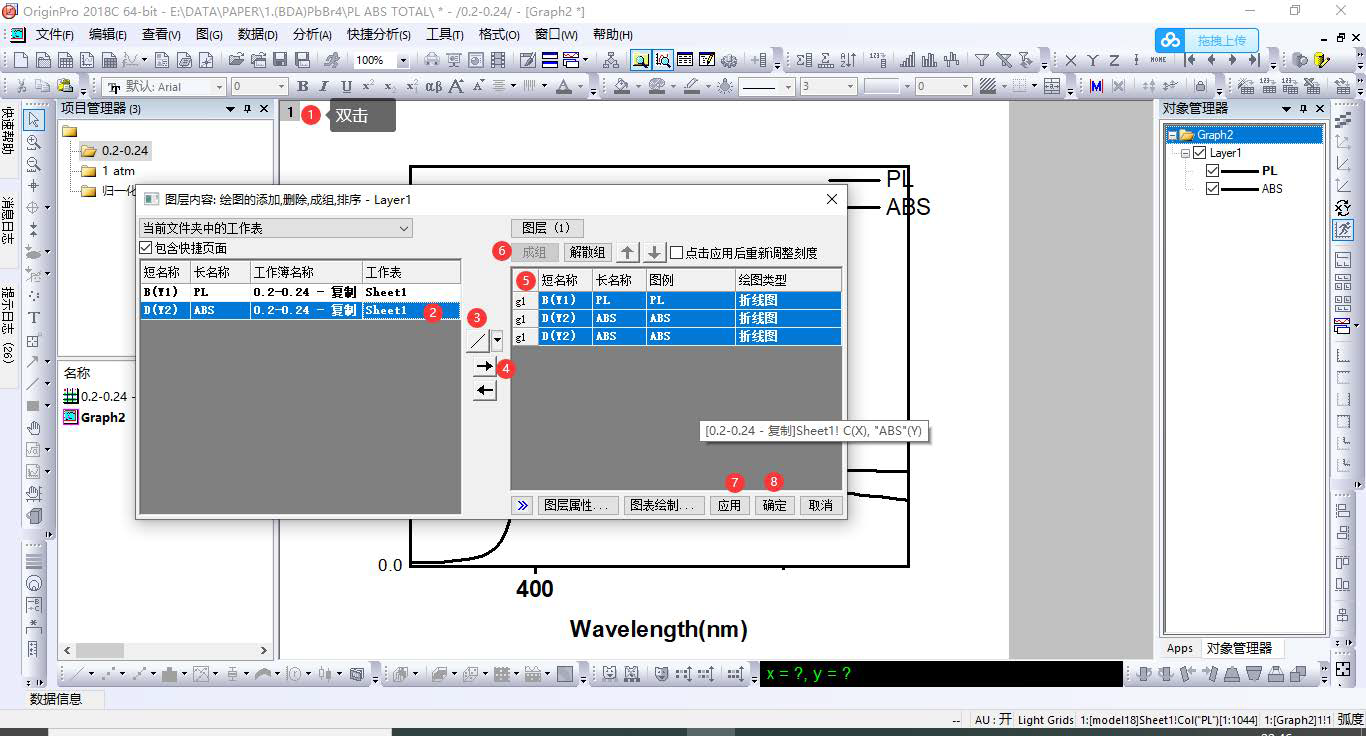 OriginPro 2018C 64-bit - E:\DATA\PAPER\1.(BDA)PbBr4\PL ABS TOTAL\ * - /0.2-0.24/ - [Graph2 *]
文件(F) 编辑(E) 查看(V) 图(G) 数据(D) 分析(A) 快捷分析(S) 工具(T) 格式(O) 窗口(W) 帮助(H)
拖拽上传
100%
默认: Arial 0 B I U αβ A A A 3 0
快速帮助
消息日志
提示日志 (26)
项目管理器 (3)
0.2-0.24
1 atm
归一化
名称
0.2-0.24 -
Graph2
1 1 双击
PL
ABS
图层内容: 绘图的添加,删除,成组,排序 - Layer1
当前文件夹中的工作表
包含快捷页面
短名称 长名称 工作簿名称 工作表
B(Y1) PL 0.2-0.24 - 复制 Sheet1
D(Y2) ABS 0.2-0.24 - 复制 Sheet1 2
3
4
图层 (1)
6 成组 解散组 点击应用后重新调整刻度
5 短名称 长名称 图例 绘图类型
g1 B(Y1) PL PL 折线图
g1 D(Y2) ABS ABS 折线图
g1 D(Y2) ABS ABS 折线图
[0.2-0.24 - 复制]Sheet1! C(X), "ABS"(Y)
7 8
图层属性... 图表绘制... 应用 确定 取消
0.0
400
Wavelength(nm)
对象管理器
Graph2
Layer1
PL
ABS
Apps 对象管理器
x = ?, y = ?
数据信息
-- AU : 开 Light Grids 1:[model18]Sheet1!Col("PL")[1:1044] 1:[Graph2]1!1 弧度